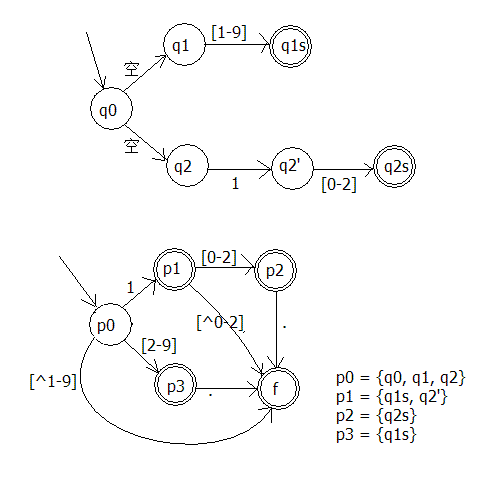 [1-9]
q1
q1s
空
q0
空
q2
q2'
q2s
1
[0-2]
[0-2]
p1
p2
1
p0
[^0-2]
.
[2-9]
[^1-9]
p3
.
f
p0 = {q0, q1, q2}
p1 = {q1s, q2'}
p2 = {q2s}
p3 = {q1s}